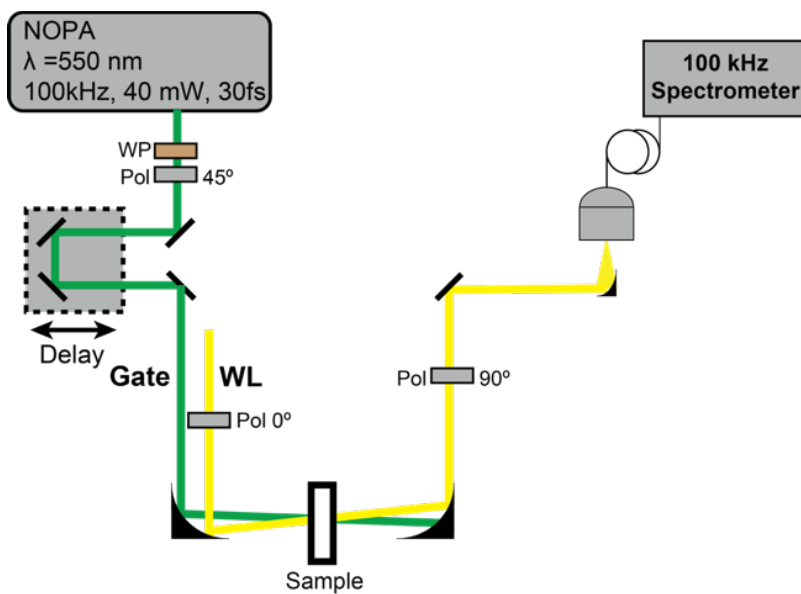 NOPA
λ =550 nm
100kHz, 40 mW, 30fs
100 kHz
Spectrometer
WP
Pol 45º
Delay
Gate WL
Pol 90º
Pol 0º
Sample